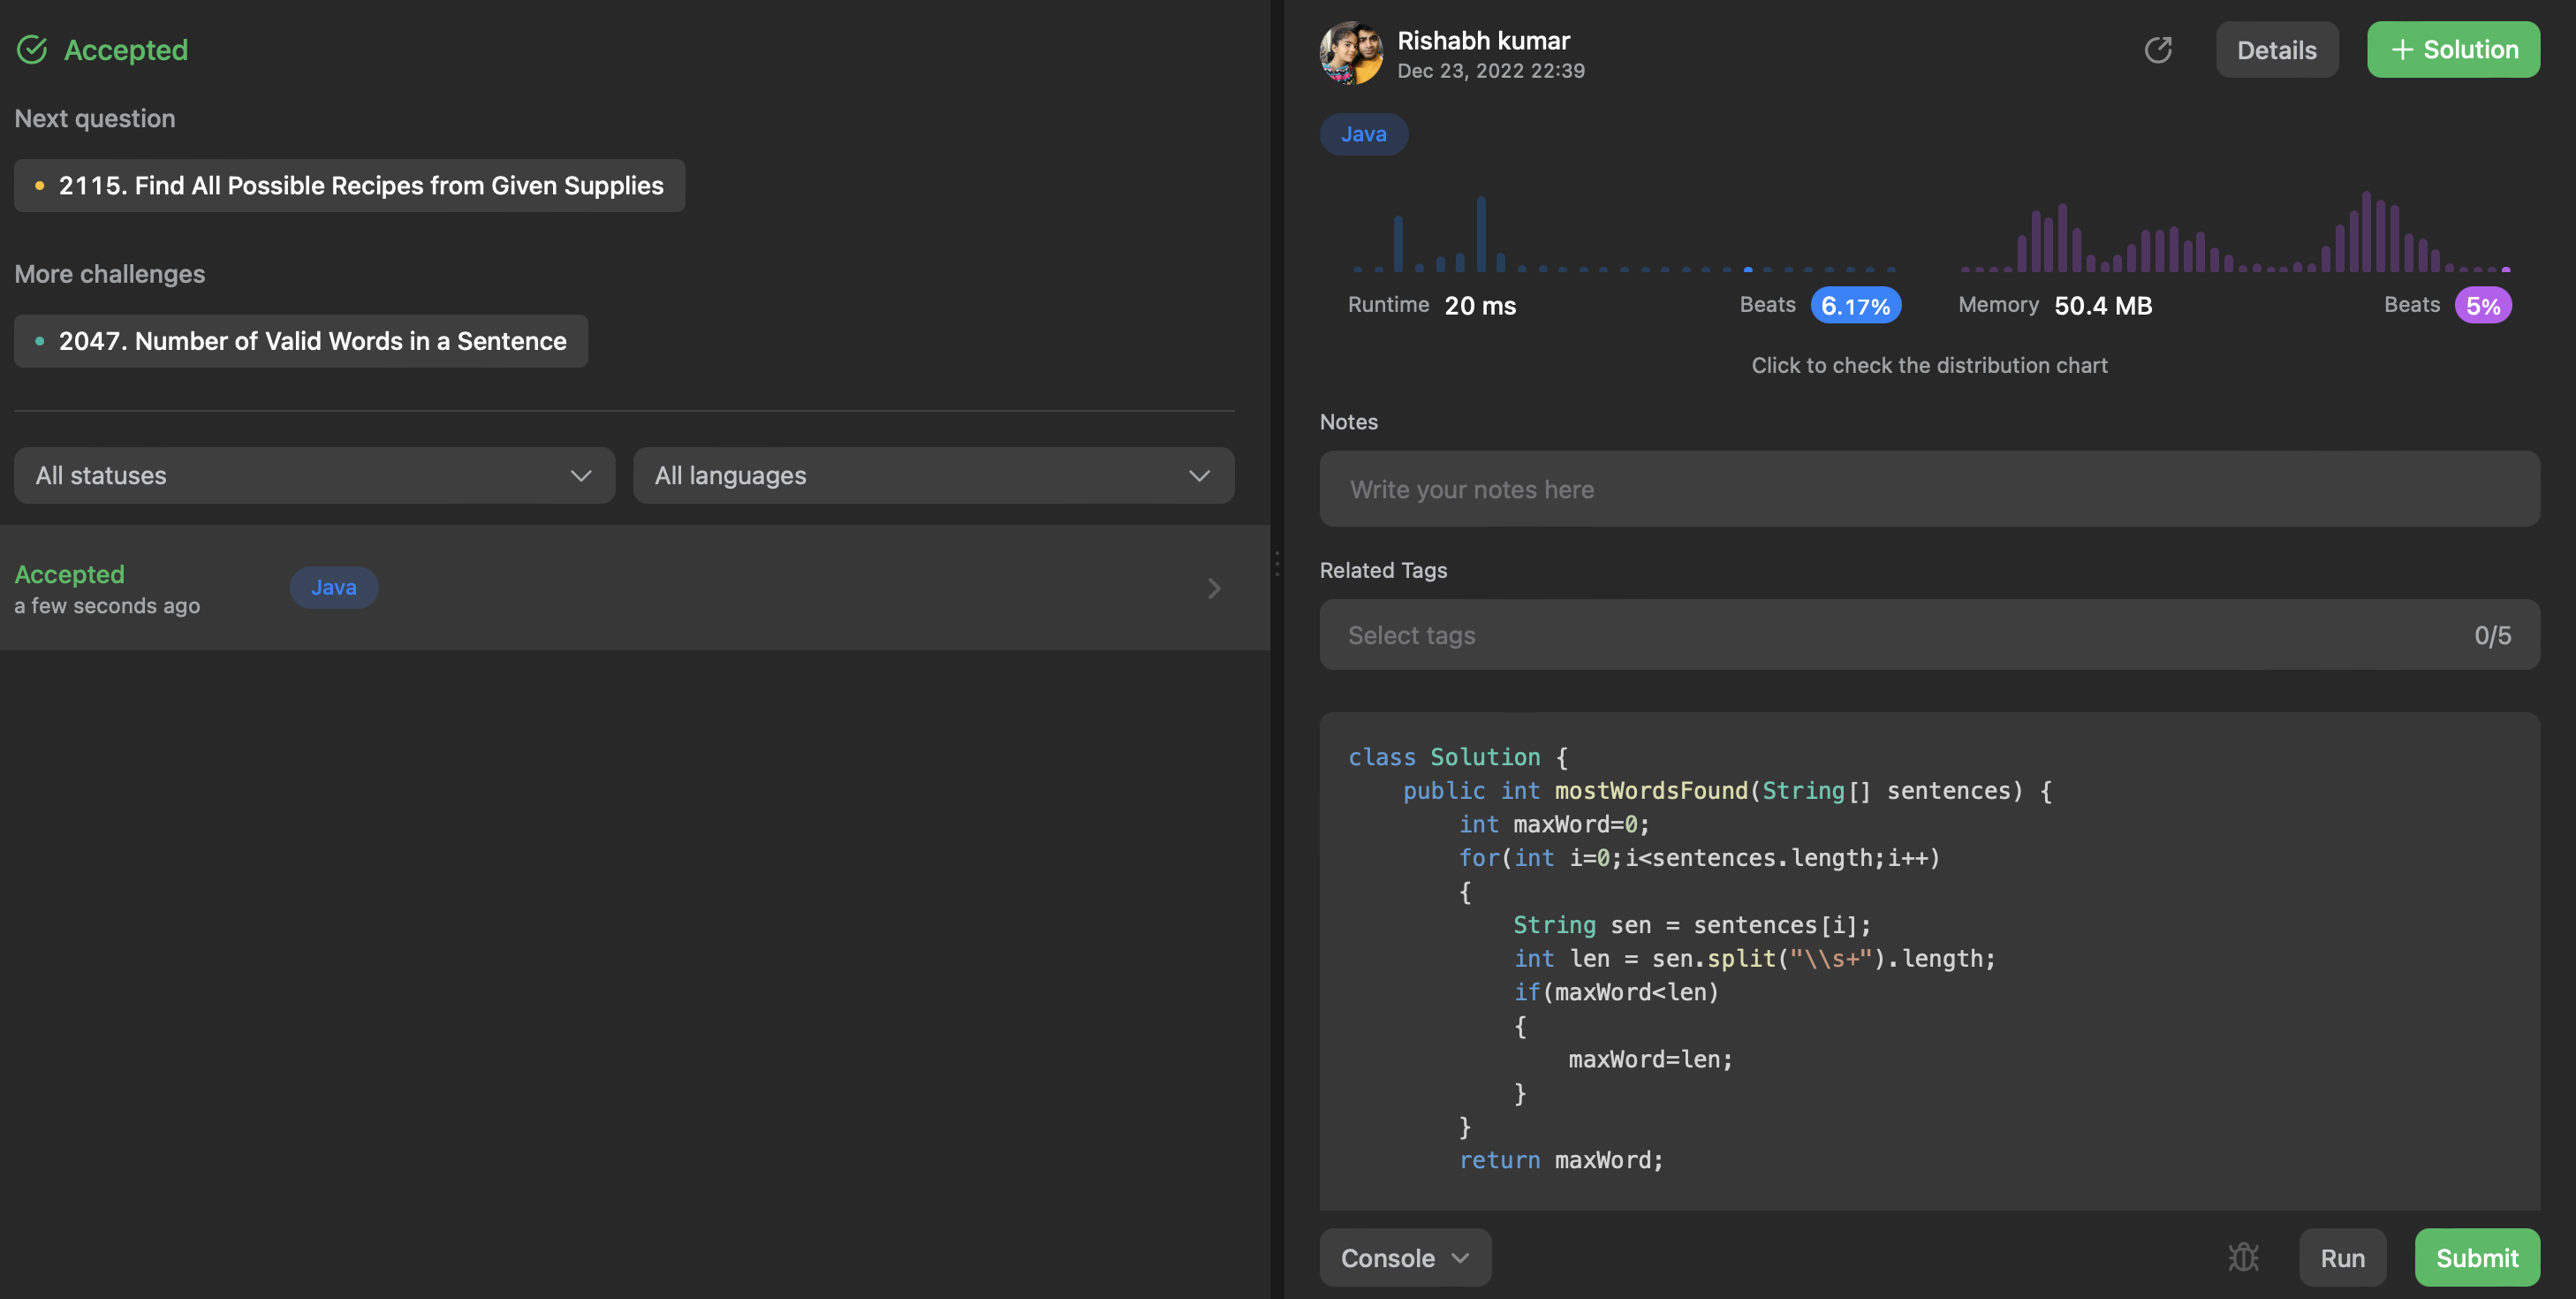 Accepted
Next question
2115. Find All Possible Recipes from Given Supplies
More challenges
2047. Number of Valid Words in a Sentence
All statuses
All languages
Accepted
a few seconds ago
Java
Rishabh kumar
Dec 23, 2022 22:39
Details
+ Solution
Java
Runtime 20 ms
Beats 6.17%
Memory 50.4 MB
Beats 5%
Click to check the distribution chart
Notes
Write your notes here
Related Tags
Select tags
0/5
class Solution {
    public int mostWordsFound(String[] sentences) {
        int maxWord=0;
        for(int i=0;i<sentences.length;i++)
        {
            String sen = sentences[i];
            int len = sen.split("\\s+").length;
            if(maxWord<len)
            {
                maxWord=len;
            }
        }
        return maxWord;
Console
Run
Submit